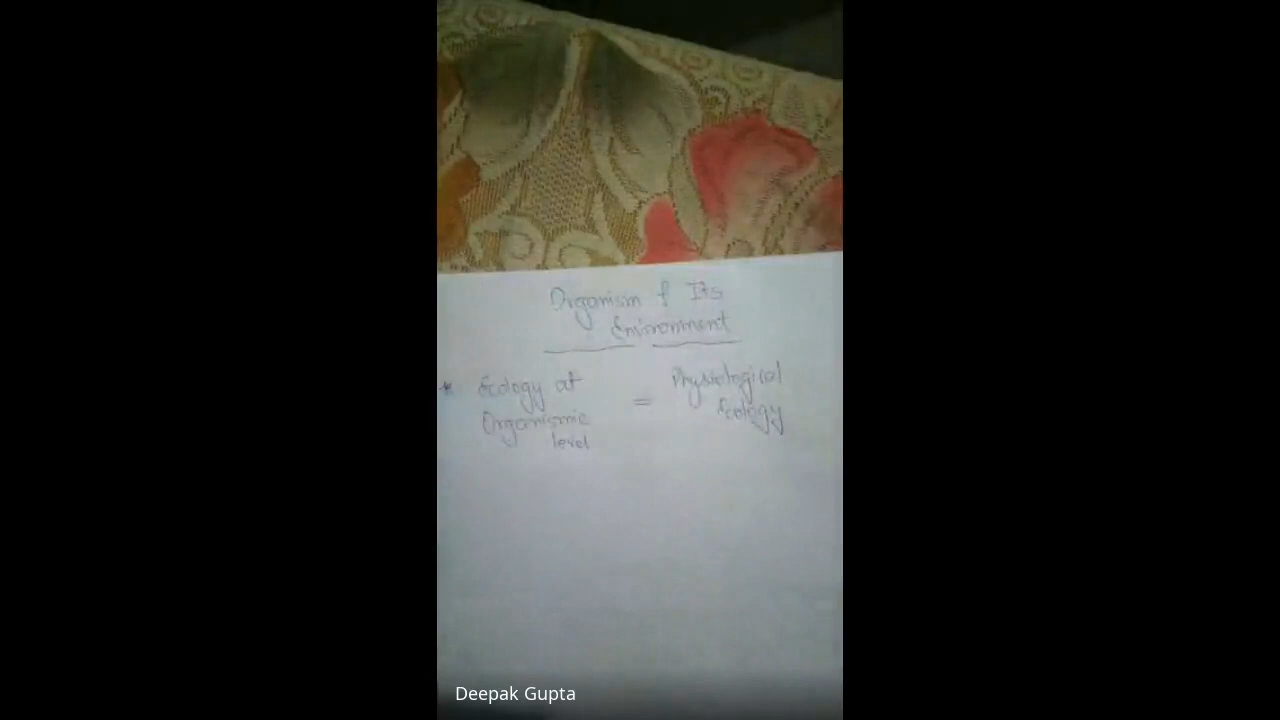 Organism & Its
Environment
* Ecology at
Organismic
level
=
Physiological
Ecology
Deepak Gupta